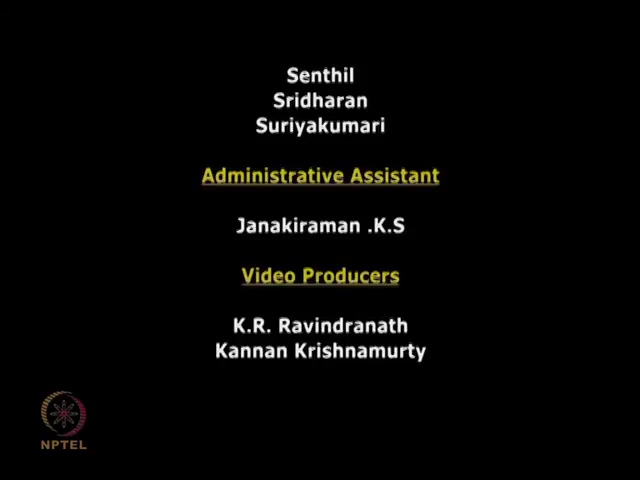 Senthil
Sridharan
Suriyakumari
Administrative Assistant
Janakiraman .K.S
Video Producers
K.R. Ravindranath
Kannan Krishnamurty
NPTEL